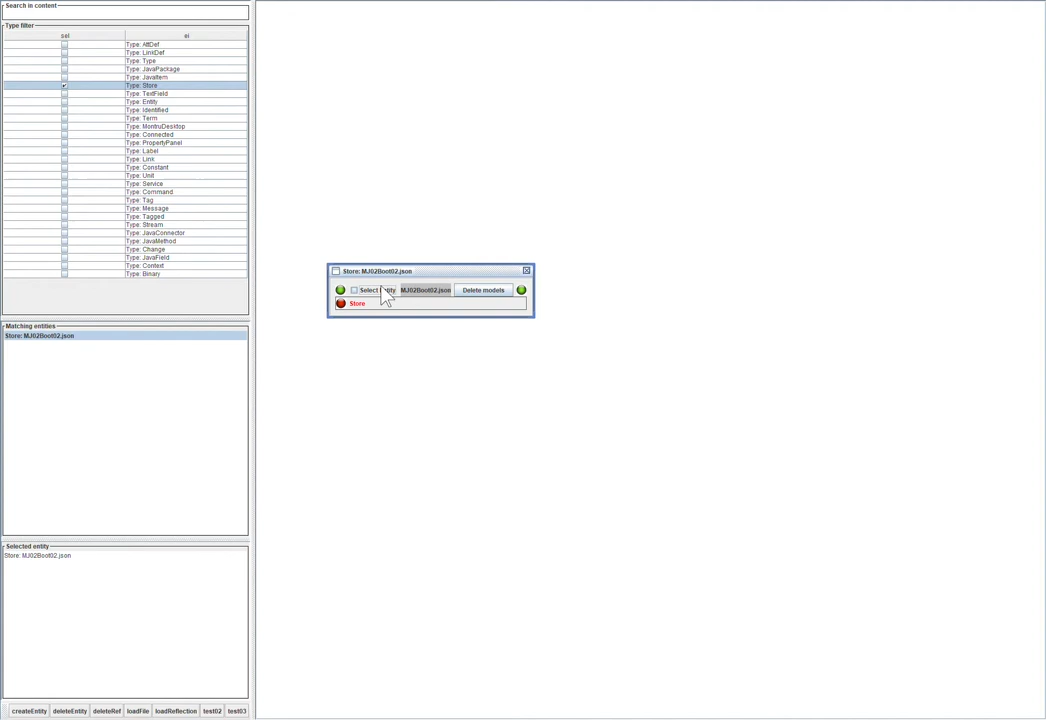 Search in content
Type filter
sel ei
Type: AttDef
Type: LinkDef
Type: Type
Type: JavaPackage
Type: JavaItem
Type: Store
Type: TextField
Type: Entity
Type: Identified
Type: Term
Type: MontruDesktop
Type: Connected
Type: PropertyPanel
Type: Label
Type: Link
Type: Constant
Type: Unit
Type: Service
Type: Command
Type: Tag
Type: Message
Type: Tagged
Type: Stream
Type: JavaConnector
Type: JavaMethod
Type: Change
Type: JavaField
Type: Context
Type: Binary
Store: MJ02Boot02.json
Select MJ02Boot02.json Delete models
Store
Matching entities
Store: MJ02Boot02.json
Selected entity
Store: MJ02Boot02.json
createEntity deleteEntity deleteRef loadFile loadReflection test02 test03